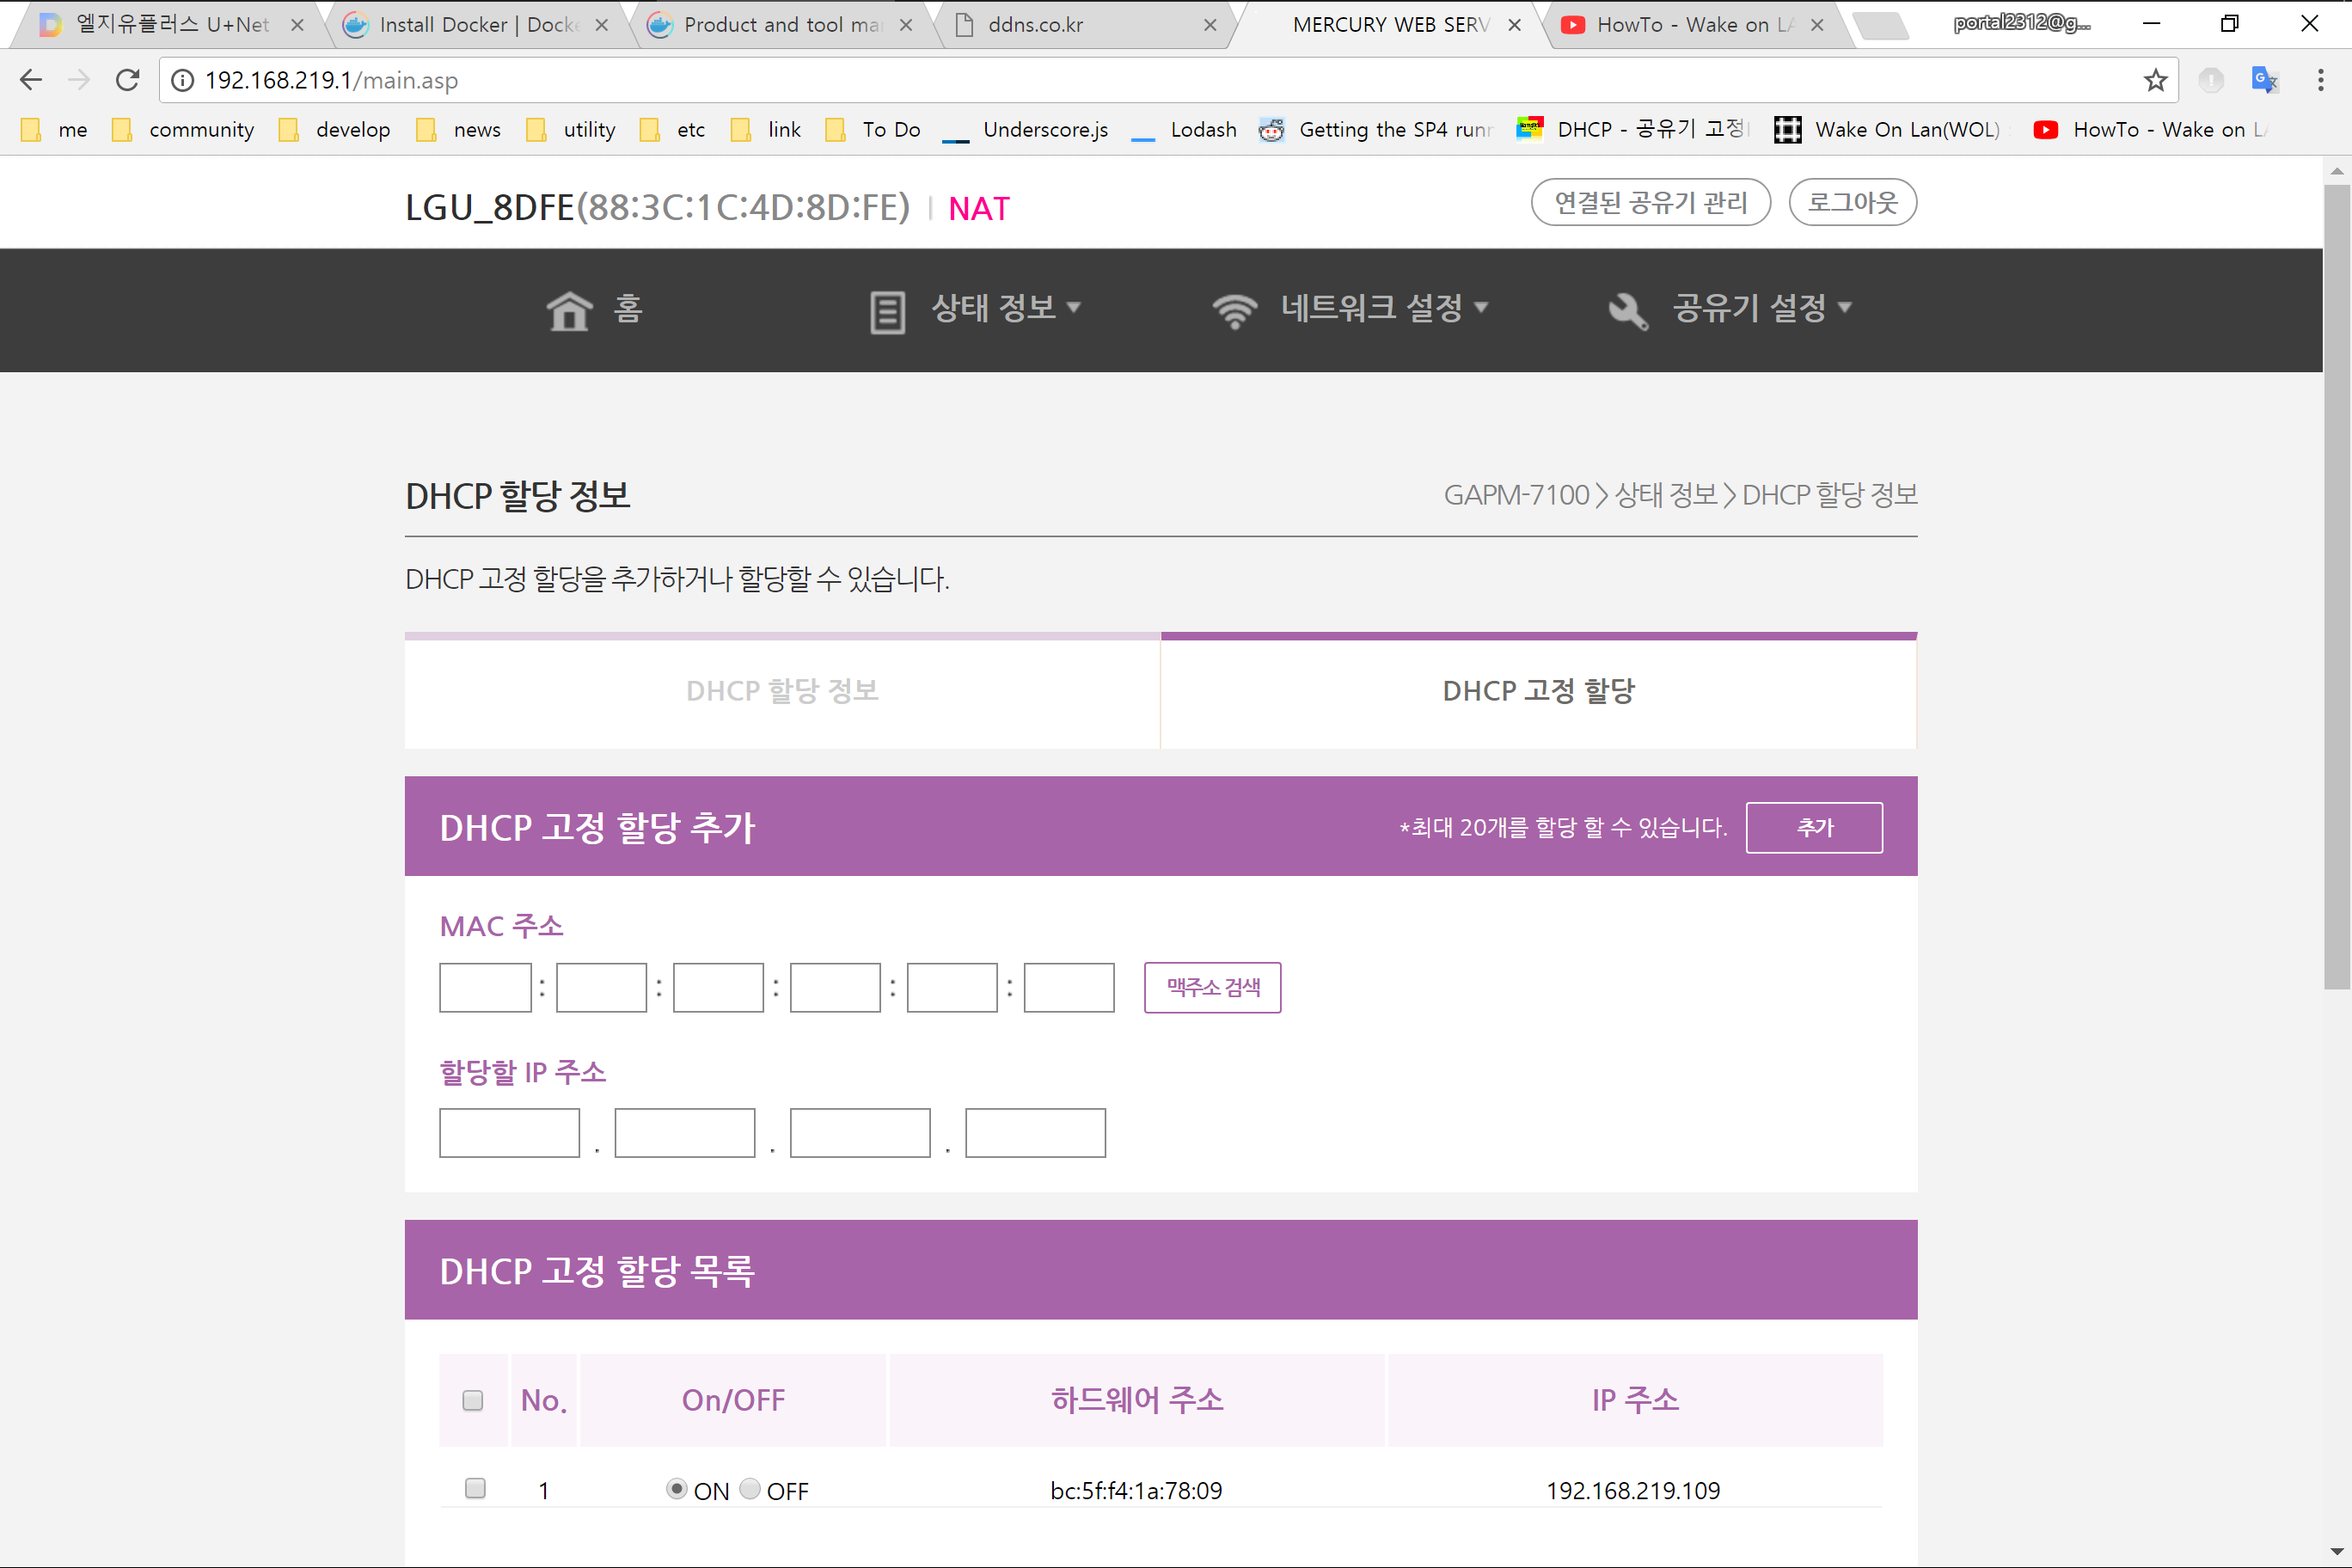 엘지유플러스 U+Net
Install Docker | Docke
Product and tool ma
ddns.co.kr
MERCURY WEB SERV
HowTo - Wake on LA
portal2312@g...
192.168.219.1/main.asp
me community develop news utility etc link To Do Underscore.js Lodash Getting the SP4 runn DHCP - 공유기 고정 Wake On Lan(WOL) HowTo - Wake on LA
LGU_8DFE(88:3C:1C:4D:8D:FE) | NAT
연결된 공유기 관리
로그아웃
홈
상태 정보
네트워크 설정
공유기 설정
DHCP 할당 정보
GAPM-7100 > 상태 정보 > DHCP 할당 정보
DHCP 고정 할당을 추가하거나 할당할 수 있습니다.
DHCP 할당 정보
DHCP 고정 할당
DHCP 고정 할당 추가
*최대 20개를 할당 할 수 있습니다.
추가
MAC 주소
: : : : :
맥주소 검색
할당할 IP 주소
. . .
DHCP 고정 할당 목록
No. On/OFF 하드웨어 주소 IP 주소
1 ON OFF bc:5f:f4:1a:78:09 192.168.219.109